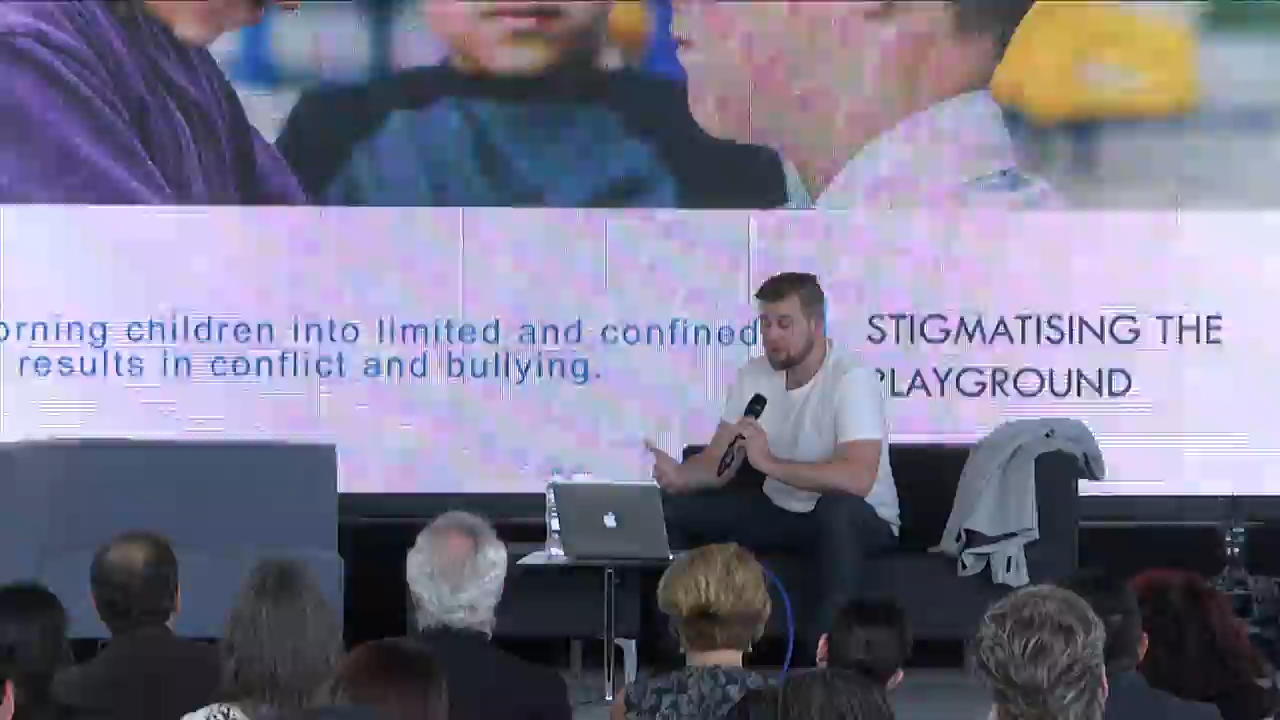 orning children into limited and confined
results in conflict and bullying.
STIGMATISING THE
PLAYGROUND